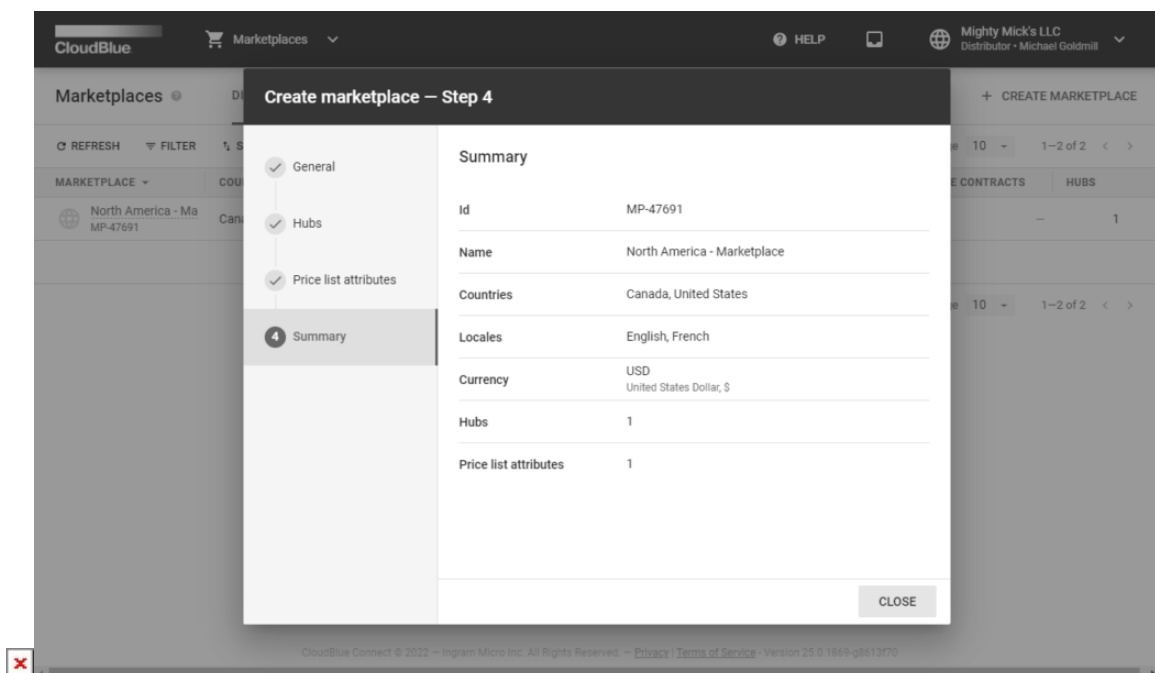 CloudBlue
Marketplaces
HELP
Mighty Mick's LLC
Distributor • Michael Goldmill
Marketplaces
DI
+ CREATE MARKETPLACE
Create marketplace — Step 4
REFRESH
FILTER
S
e 10
1—2 of 2
MARKETPLACE
COU
E CONTRACTS
HUBS
North America - Ma
MP-47691
Cana
—
1
e 10
1—2 of 2
General
Hubs
Price list attributes
4 Summary
Summary
Id MP-47691
Name North America - Marketplace
Countries Canada, United States
Locales English, French
Currency USD
United States Dollar, $
Hubs 1
Price list attributes 1
CLOSE
CloudBlue Connect © 2022 — Ingram Micro Inc. All Rights Reserved. — Privacy | Terms of Service - Version 25.0.1869-g8613f70